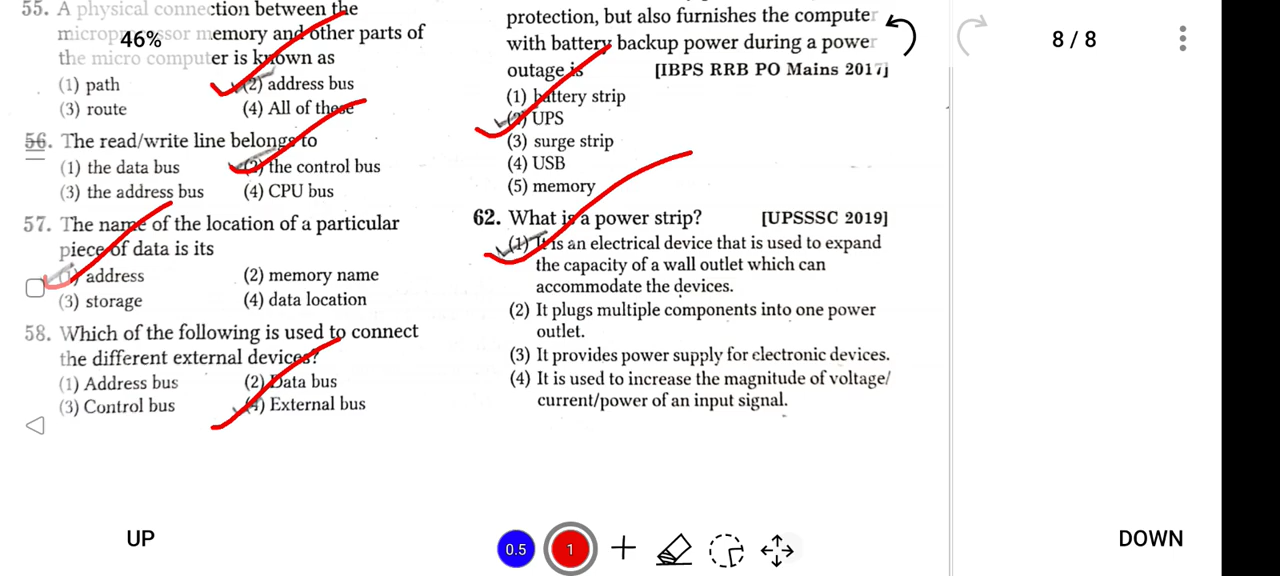 55. A physical connection between the
microprocessor memory and other parts of
the micro computer is known as
(1) path (2) address bus
(3) route (4) All of these
56. The read/write line belongs to
(1) the data bus (2) the control bus
(3) the address bus (4) CPU bus
57. The name of the location of a particular
piece of data is its
(1) address (2) memory name
(3) storage (4) data location
58. Which of the following is used to connect
the different external devices?
(1) Address bus (2) Data bus
(3) Control bus (4) External bus
protection, but also furnishes the computer
with battery backup power during a power
outage is [IBPS RRB PO Mains 2017]
(1) battery strip
(2) UPS
(3) surge strip
(4) USB
(5) memory
62. What is a power strip? [UPSSSC 2019]
(1) It is an electrical device that is used to expand
the capacity of a wall outlet which can
accommodate the devices.
(2) It plugs multiple components into one power
outlet.
(3) It provides power supply for electronic devices.
(4) It is used to increase the magnitude of voltage/
current/power of an input signal.
46%
8 / 8
UP
0.5
1
DOWN